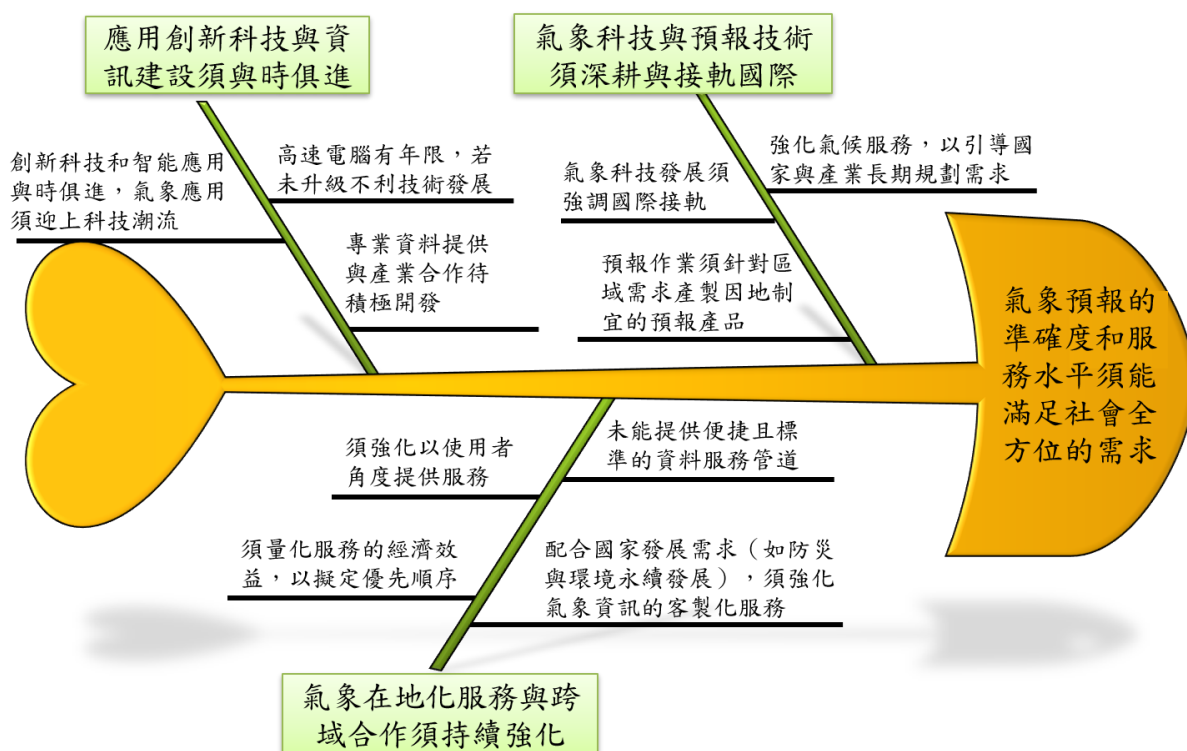 應用創新科技與資
訊建設須與時俱進
氣象科技與預報技術
須深耕與接軌國際
創新科技和智能應用
與時俱進，氣象應用
須迎上科技潮流
高速電腦有年限，若
未升級不利技術發展
專業資料提供
與產業合作待
積極開發
氣象科技發展須
強調國際接軌
強化氣候服務，以引導國
家與產業長期規劃需求
預報作業須針對區
域需求產製因地制
宜的預報產品
氣象預報的
準確度和服
務水平須能
滿足社會全
方位的需求
須強化以使用者
角度提供服務
未能提供便捷且標
準的資料服務管道
須量化服務的經濟效
益，以擬定優先順序
配合國家發展需求（如防災
與環境永續發展），須強化
氣象資訊的客製化服務
氣象在地化服務與跨
域合作須持續強化